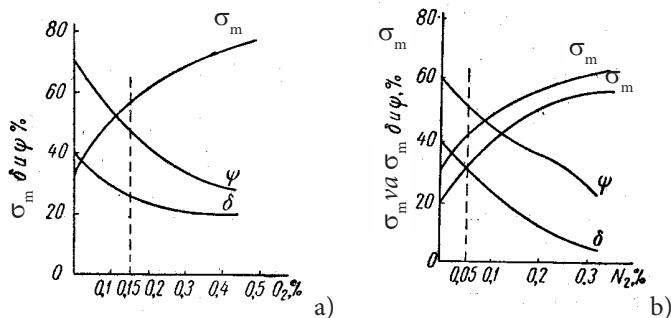 σm
80
60
40
20
0
σm δ и ψ %
ψ
δ
0,1 0,15 0,2 0,3 0,4 0,5 O₂,%
a)
σm
80
60
40
20
0
σm va σm δ и ψ,%
σm
σm
ψ
δ
0,05 0,1 0,2 0,3 N₂,%
b)